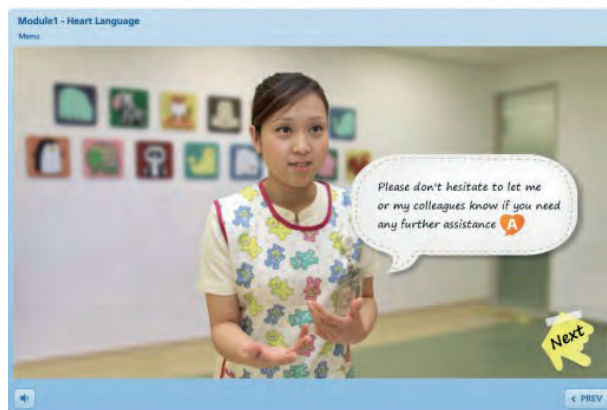 Module1 - Heart Language
Menu
Please don't hesitate to let me
or my colleagues know if you need
any further assistance A
Next
< PREV